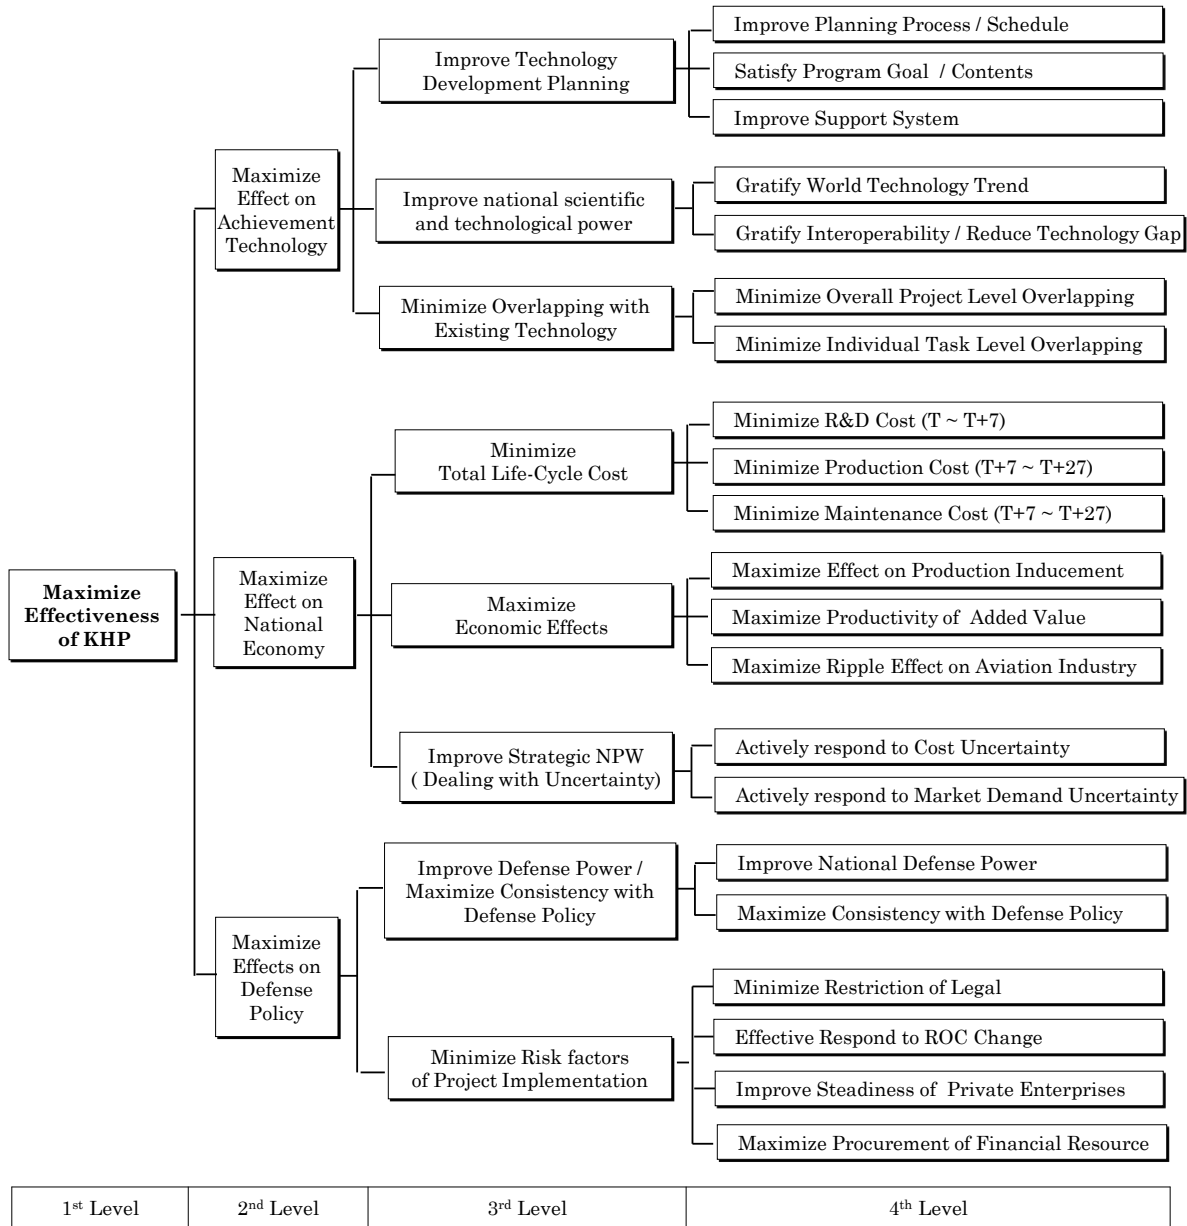 Maximize
Effectiveness
of KHP
Maximize
Effect on
Achievement
Technology
Improve Technology
Development Planning
Improve Planning Process / Schedule
Satisfy Program Goal / Contents
Improve Support System
Improve national scientific
and technological power
Gratify World Technology Trend
Gratify Interoperability / Reduce Technology Gap
Minimize Overlapping with
Existing Technology
Minimize Overall Project Level Overlapping
Minimize Individual Task Level Overlapping
Maximize
Effect on
National
Economy
Minimize
Total Life-Cycle Cost
Minimize R&D Cost (T ~ T+7)
Minimize Production Cost (T+7 ~ T+27)
Minimize Maintenance Cost (T+7 ~ T+27)
Maximize
Economic Effects
Maximize Effect on Production Inducement
Maximize Productivity of Added Value
Maximize Ripple Effect on Aviation Industry
Improve Strategic NPW
( Dealing with Uncertainty)
Actively respond to Cost Uncertainty
Actively respond to Market Demand Uncertainty
Maximize
Effects on
Defense
Policy
Improve Defense Power /
Maximize Consistency with
Defense Policy
Improve National Defense Power
Maximize Consistency with Defense Policy
Minimize Risk factors
of Project Implementation
Minimize Restriction of Legal
Effective Respond to ROC Change
Improve Steadiness of Private Enterprises
Maximize Procurement of Financial Resource
1st Level
2nd Level
3rd Level
4th Level